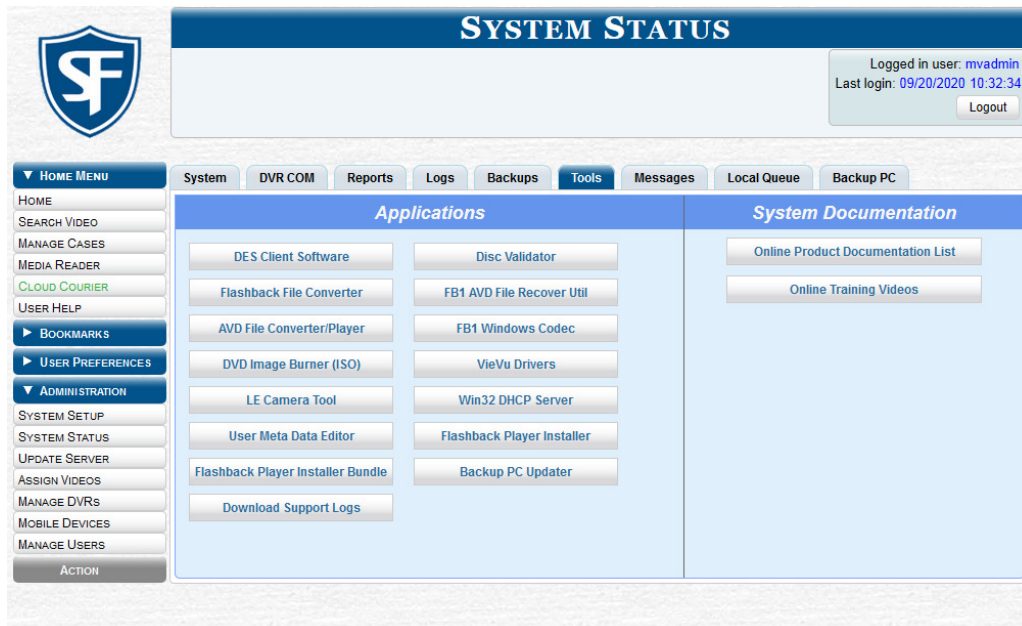 SYSTEM STATUS
SF
Logged in user: mvadmin
Last login: 09/20/2020 10:32:34
Logout
▼ HOME MENU
HOME
SEARCH VIDEO
MANAGE CASES
MEDIA READER
CLOUD COURIER
USER HELP
► BOOKMARKS
► USER PREFERENCES
▼ ADMINISTRATION
SYSTEM SETUP
SYSTEM STATUS
UPDATE SERVER
ASSIGN VIDEOS
MANAGE DVRS
MOBILE DEVICES
MANAGE USERS
ACTION
System DVR COM Reports Logs Backups Tools Messages Local Queue Backup PC
Applications
DES Client Software Disc Validator
Flashback File Converter FB1 AVD File Recover Util
AVD File Converter/Player FB1 Windows Codec
DVD Image Burner (ISO) VieVu Drivers
LE Camera Tool Win32 DHCP Server
User Meta Data Editor Flashback Player Installer
Flashback Player Installer Bundle Backup PC Updater
Download Support Logs
System Documentation
Online Product Documentation List
Online Training Videos